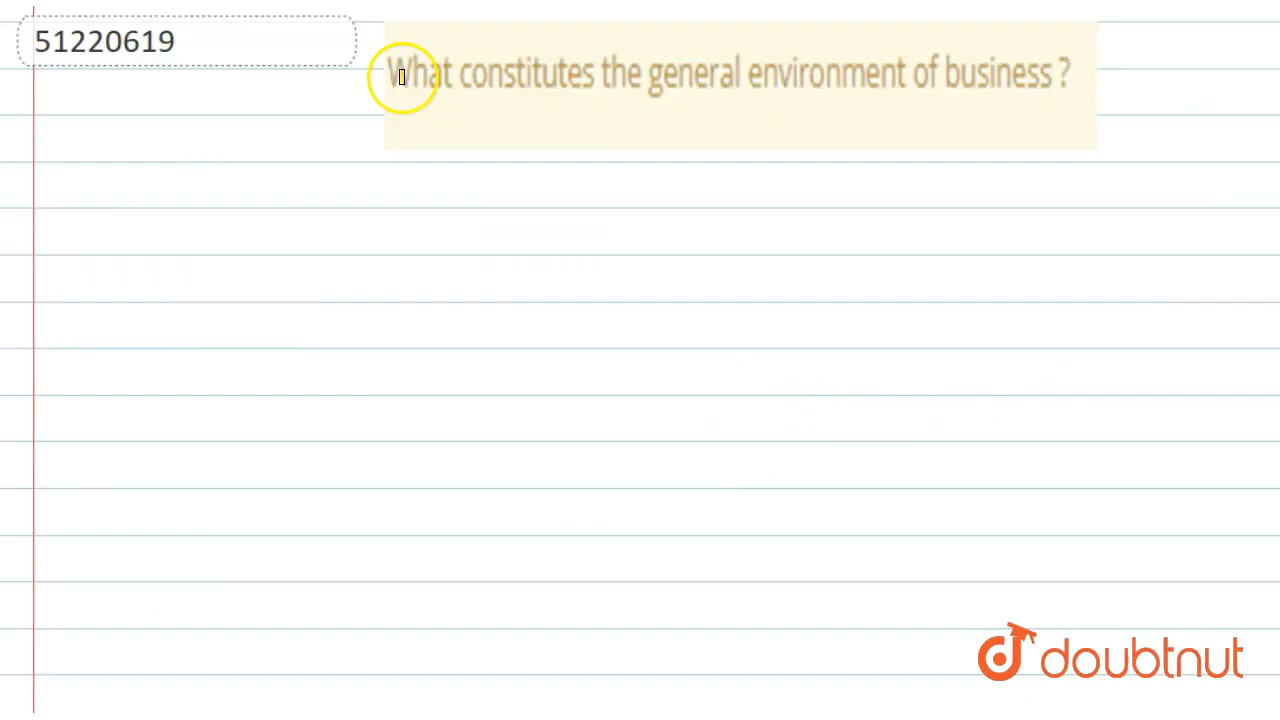 51220619
What constitutes the general environment of business ?
doubtnut